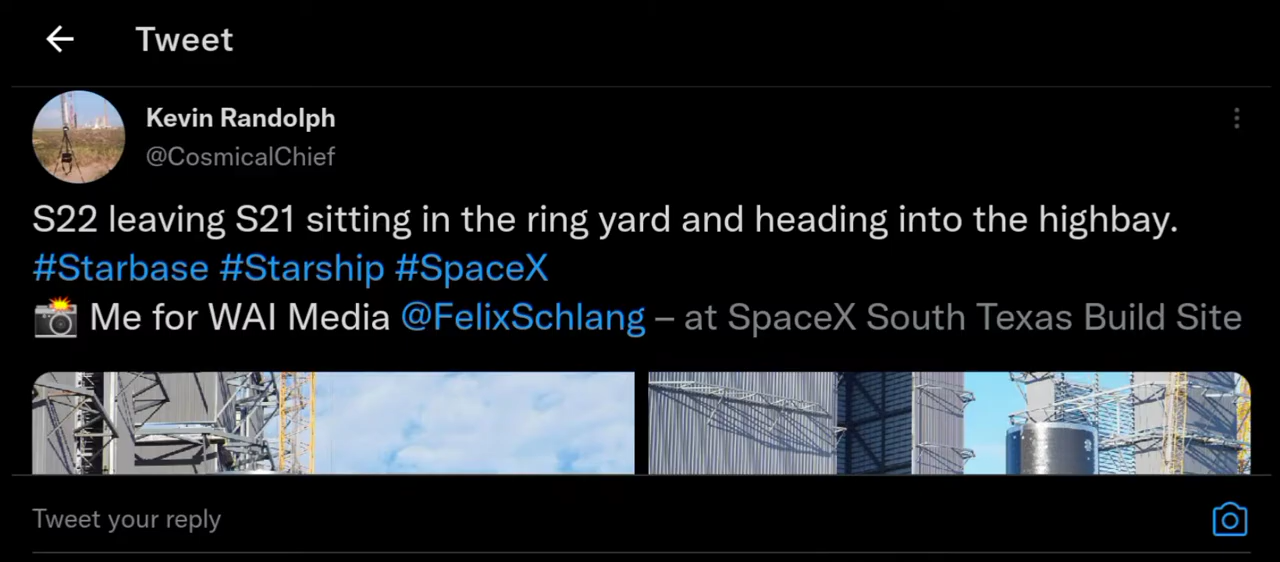 Tweet
Kevin Randolph
@CosmicalChief
S22 leaving S21 sitting in the ring yard and heading into the highbay.
#Starbase #Starship #SpaceX
📸 Me for WAI Media @FelixSchlang – at SpaceX South Texas Build Site
Tweet your reply